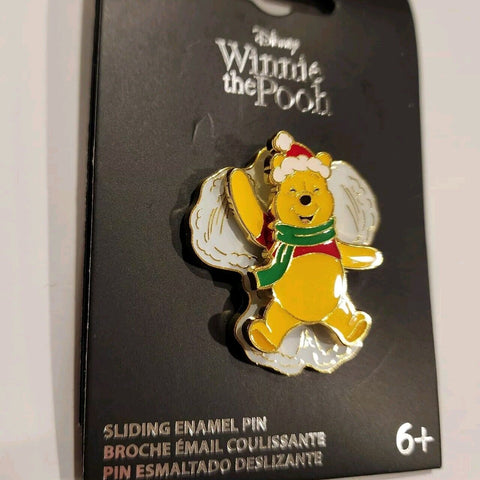 Disney
Winnie
the Pooh
SLIDING ENAMEL PIN
BROCHE ÉMAIL COULISSANTE
PIN ESMALTADO DESLIZANTE
6+